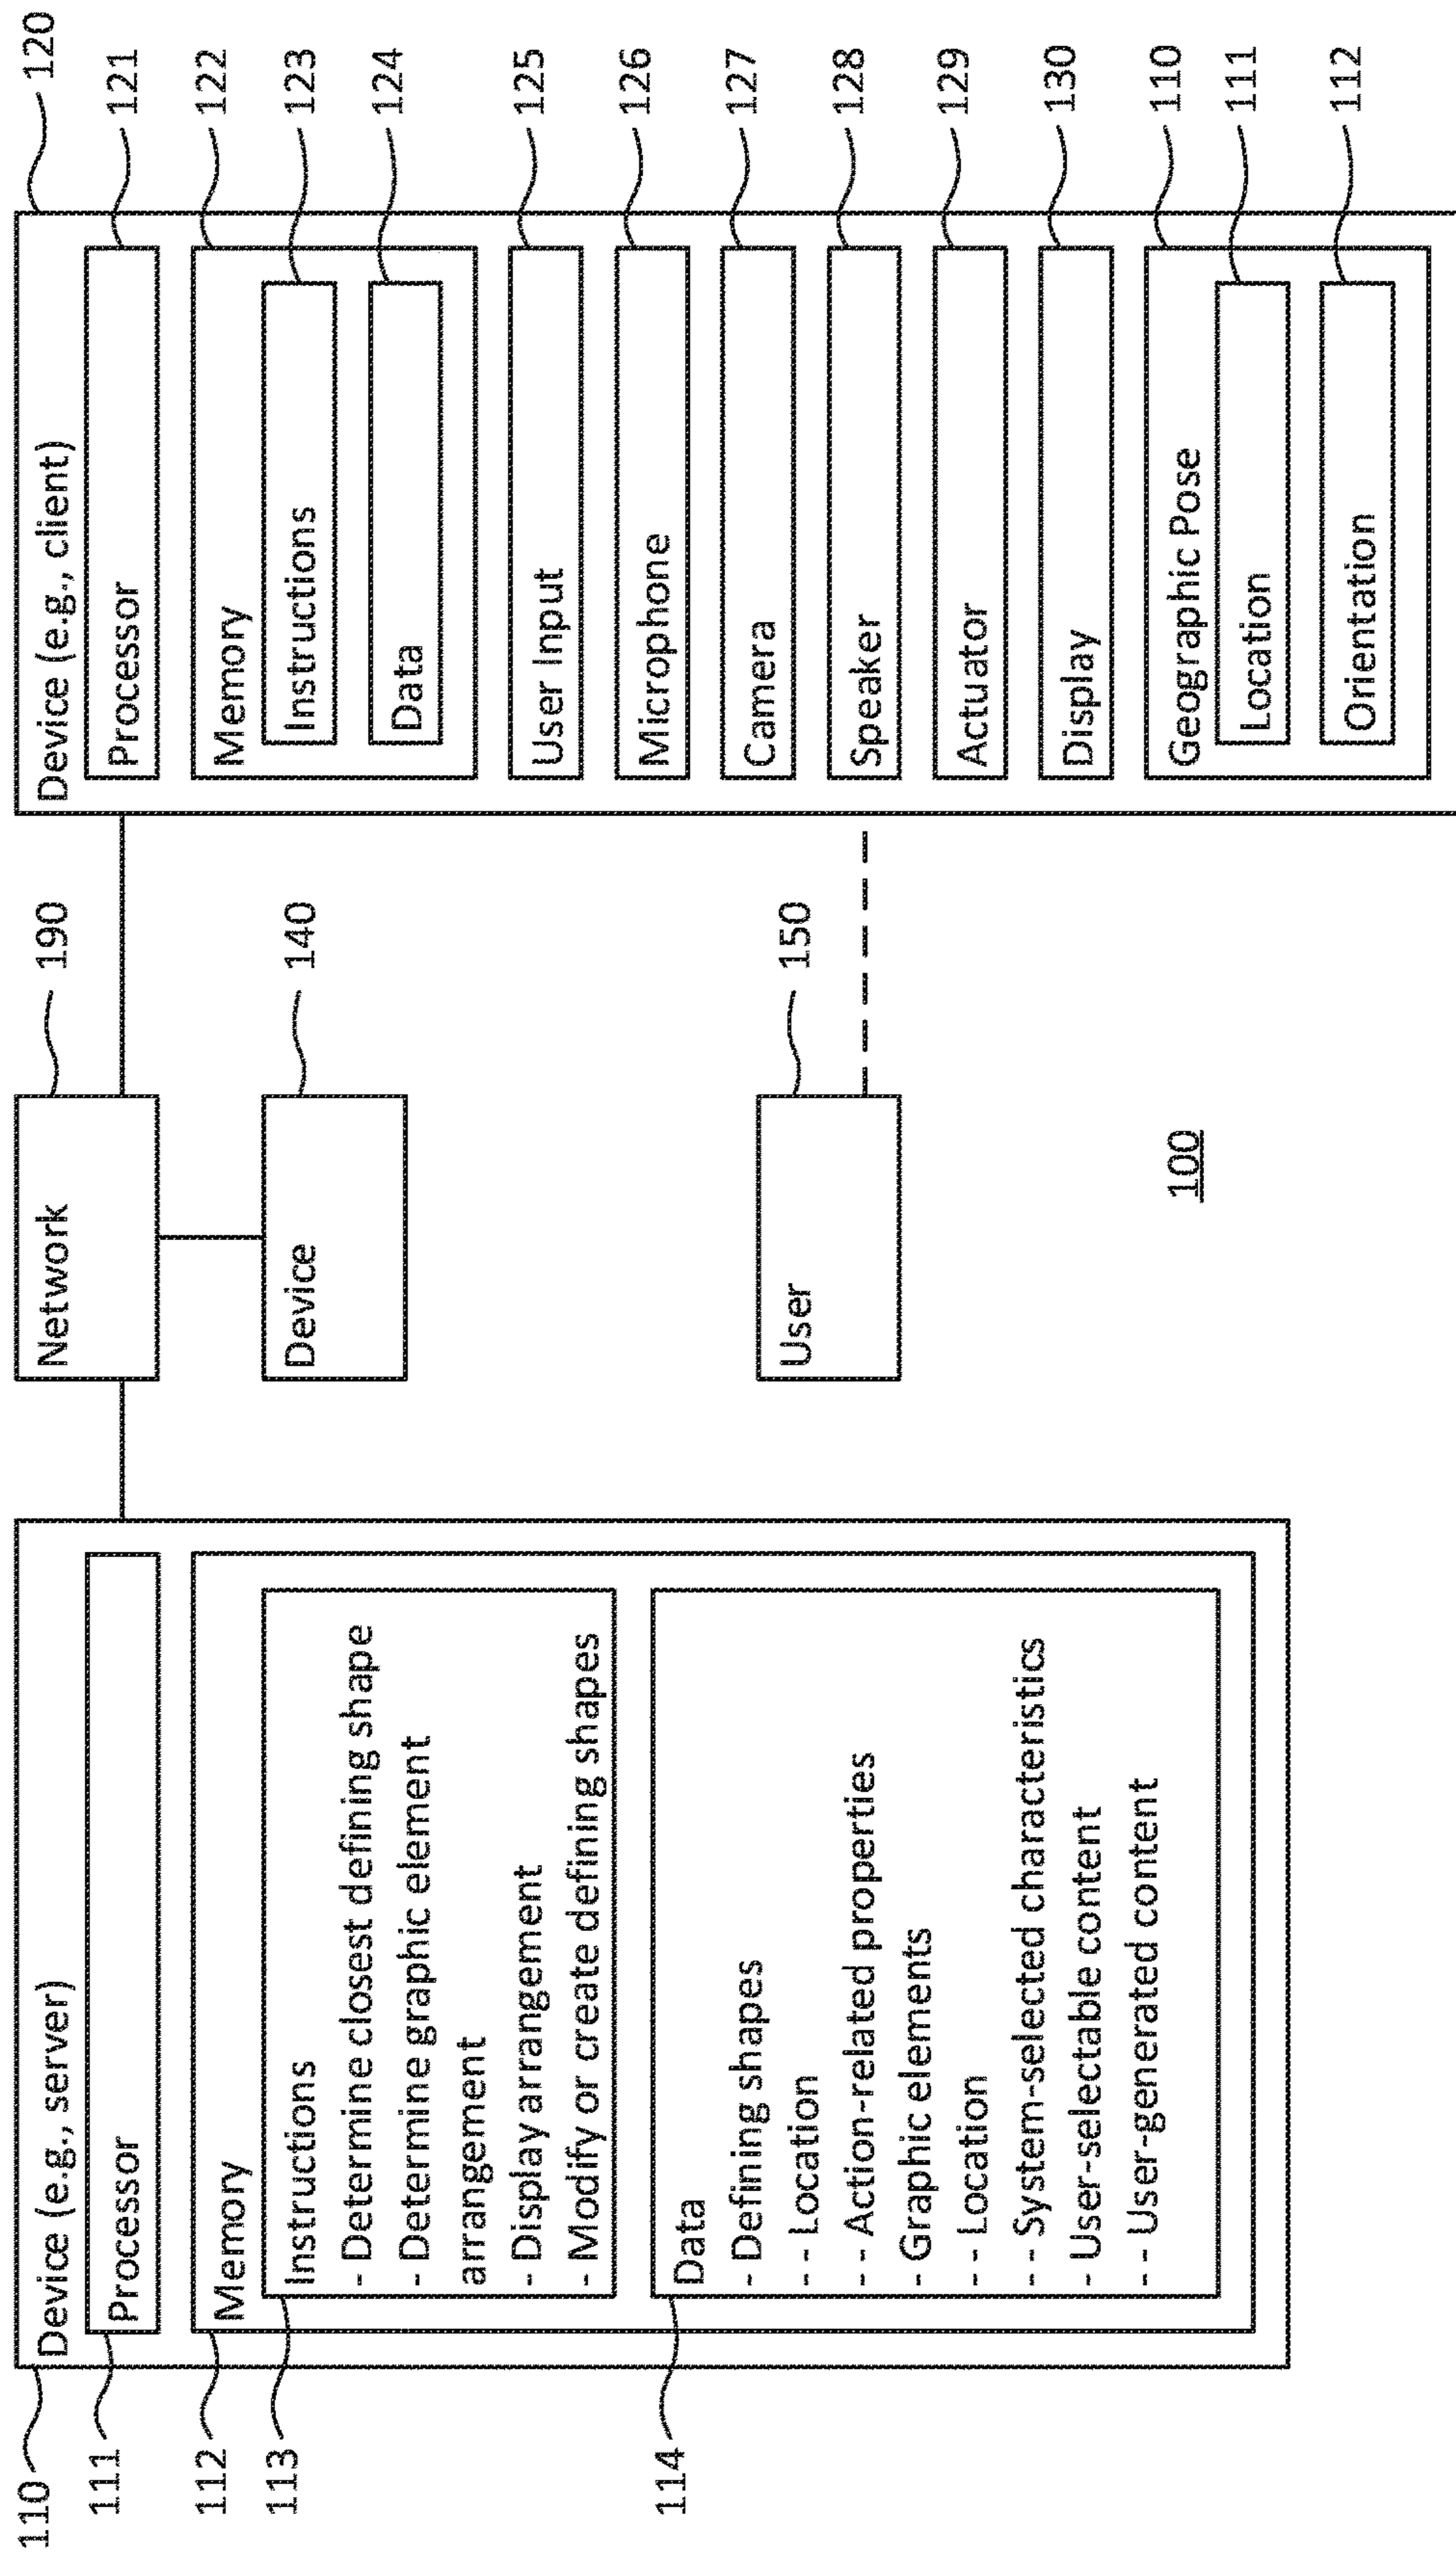 110
Device (e.g., server)
111
Processor
112
Memory
113
Instructions
- Determine closest defining shape
- Determine graphic element
arrangement
- Display arrangement
- Modify or create defining shapes
114
Data
- Defining shapes
- - Location
- - Action-related properties
- Graphic elements
- - Location
- - System-selected characteristics
- User-selectable content
- - User-generated content
Network
190
Device
140
User
150
100
Device (e.g., client)
120
Processor
121
Memory
122
Instructions
123
Data
124
User Input
125
Microphone
126
Camera
127
Speaker
128
Actuator
129
Display
130
Geographic Pose
110
Location
111
Orientation
112